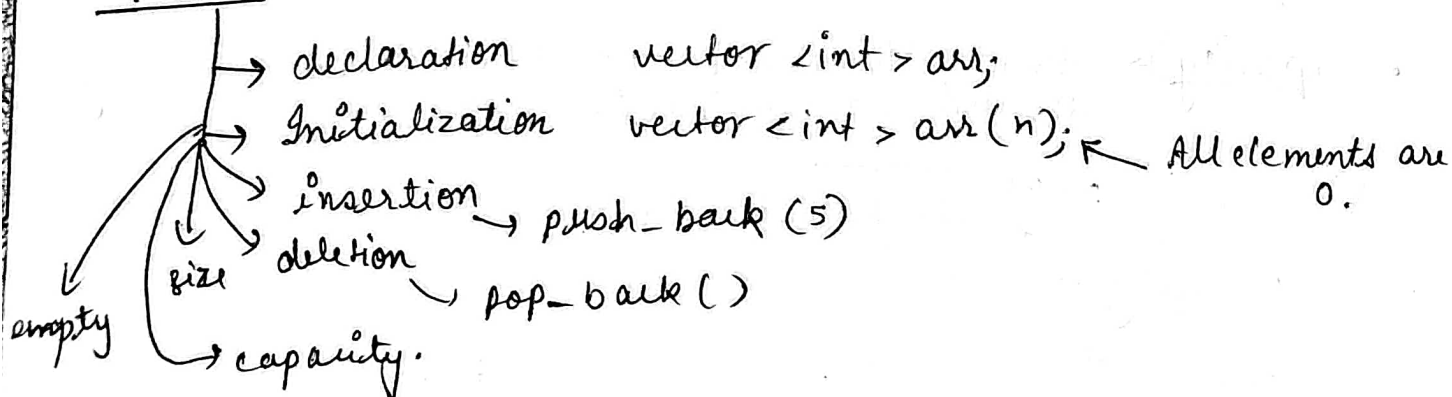 declaration vector <int> arr;
Initialization vector <int> arr(n); All elements are
0.
insertion push_back (5)
size deletion pop_back ()
empty
capacity.